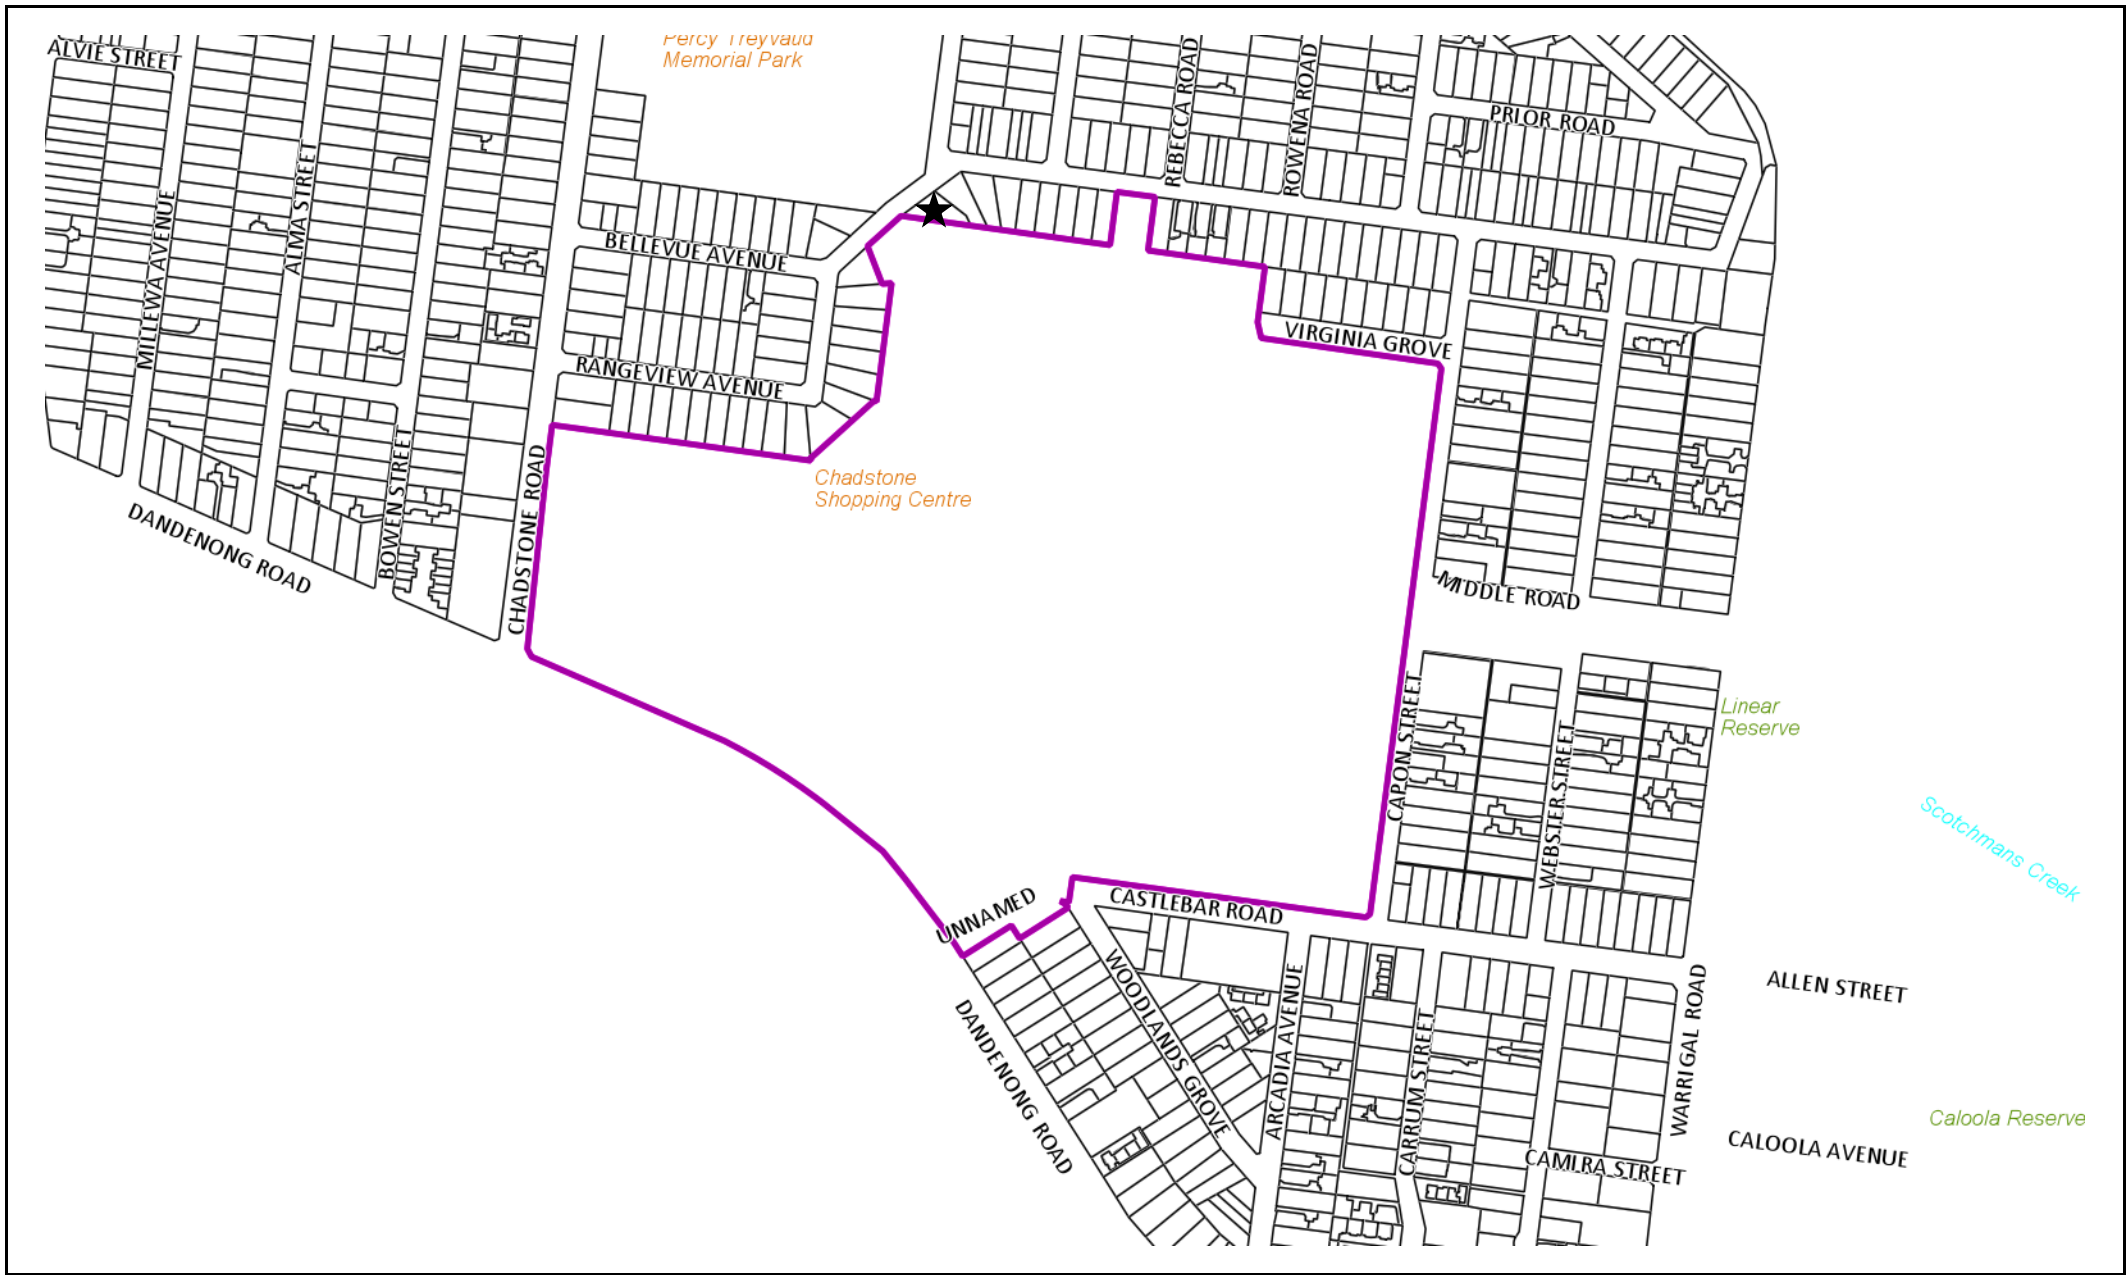 Percy Treyvaud
Memorial Park
ALVIE STREET
REBECCA ROAD
ROWENA ROAD
PRIOR ROAD
MILLEWA AVENUE
ALMA STREET
BELLEVUE AVENUE
VIRGINIA GROVE
RANGEVIEW AVENUE
BOWEN STREET
CHADSTONE ROAD
Chadstone
Shopping Centre
DANDENONG ROAD
MIDDLE ROAD
CAPON STREET
WEBSTER STREET
Linear
Reserve
Scotchmans Creek
UNNAMED
CASTLEBAR ROAD
WOODLANDS GROVE
ARCADIA AVENUE
CARRUM STREET
WARRIGAL ROAD
ALLEN STREET
DANDENONG ROAD
Caloola Reserve
CAMIRA STREET
CALOOLA AVENUE